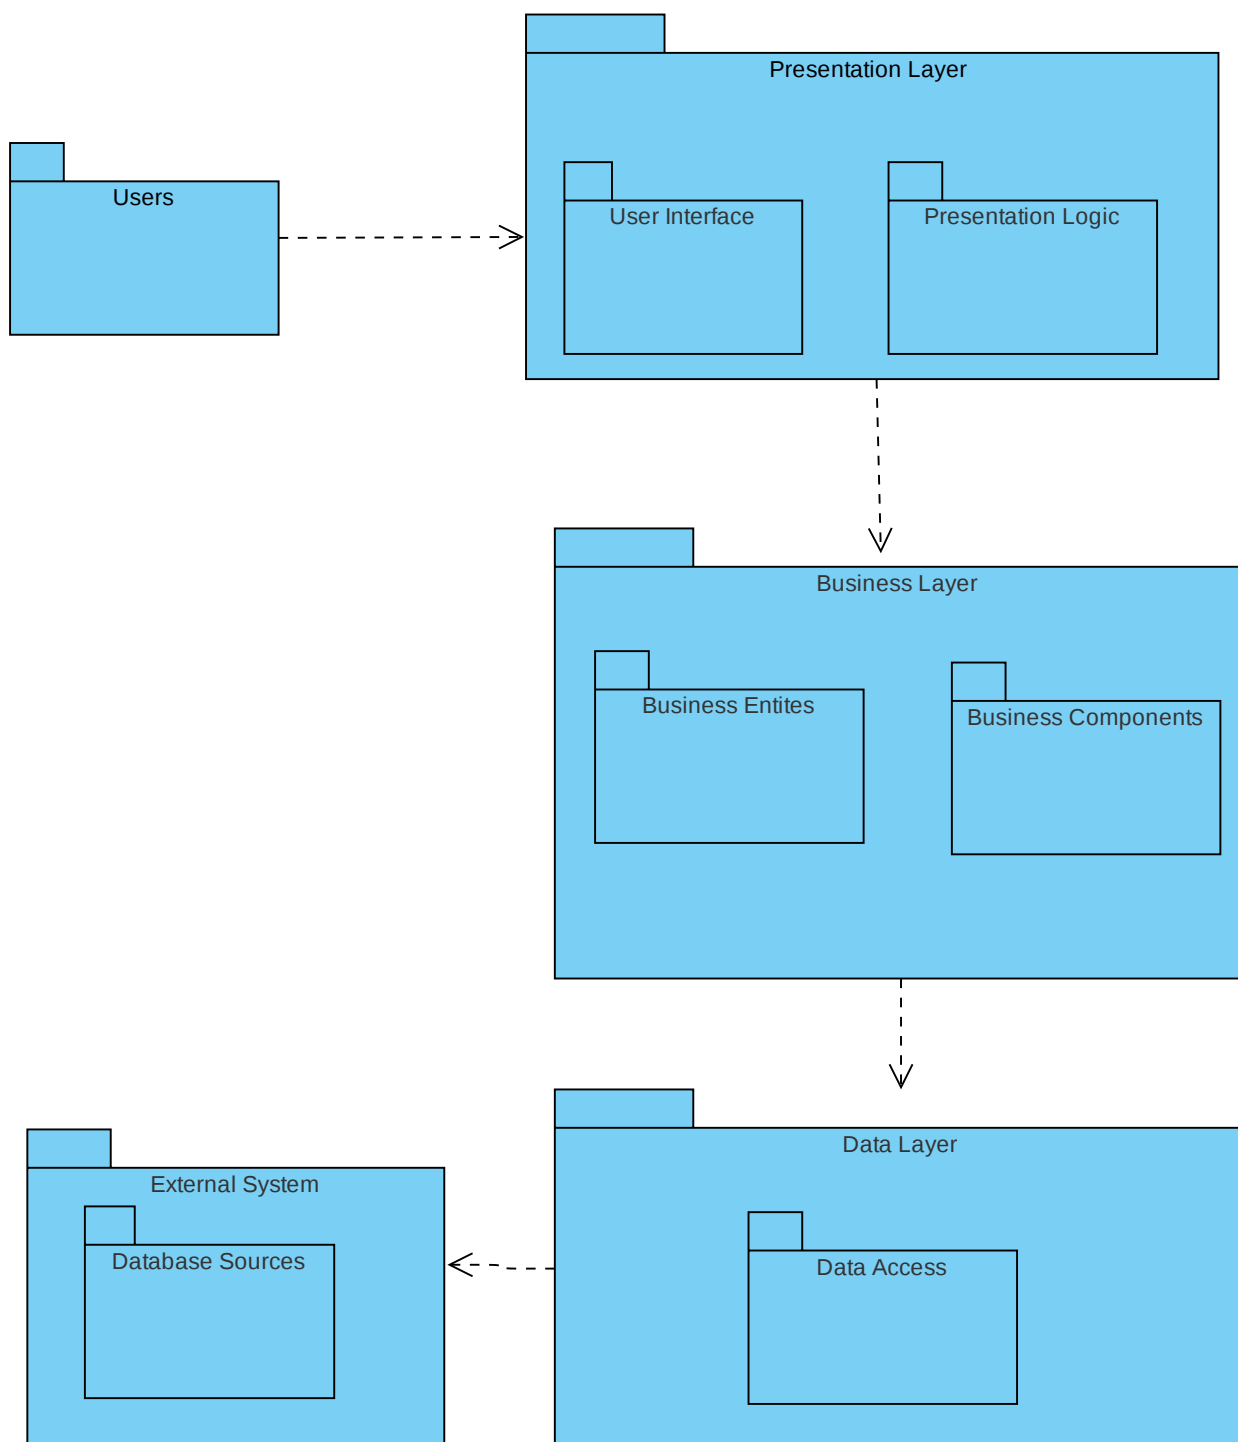 Presentation Layer
Users
User Interface
Presentation Logic
Business Layer
Business Entites
Business Components
Data Layer
External System
Database Sources
Data Access